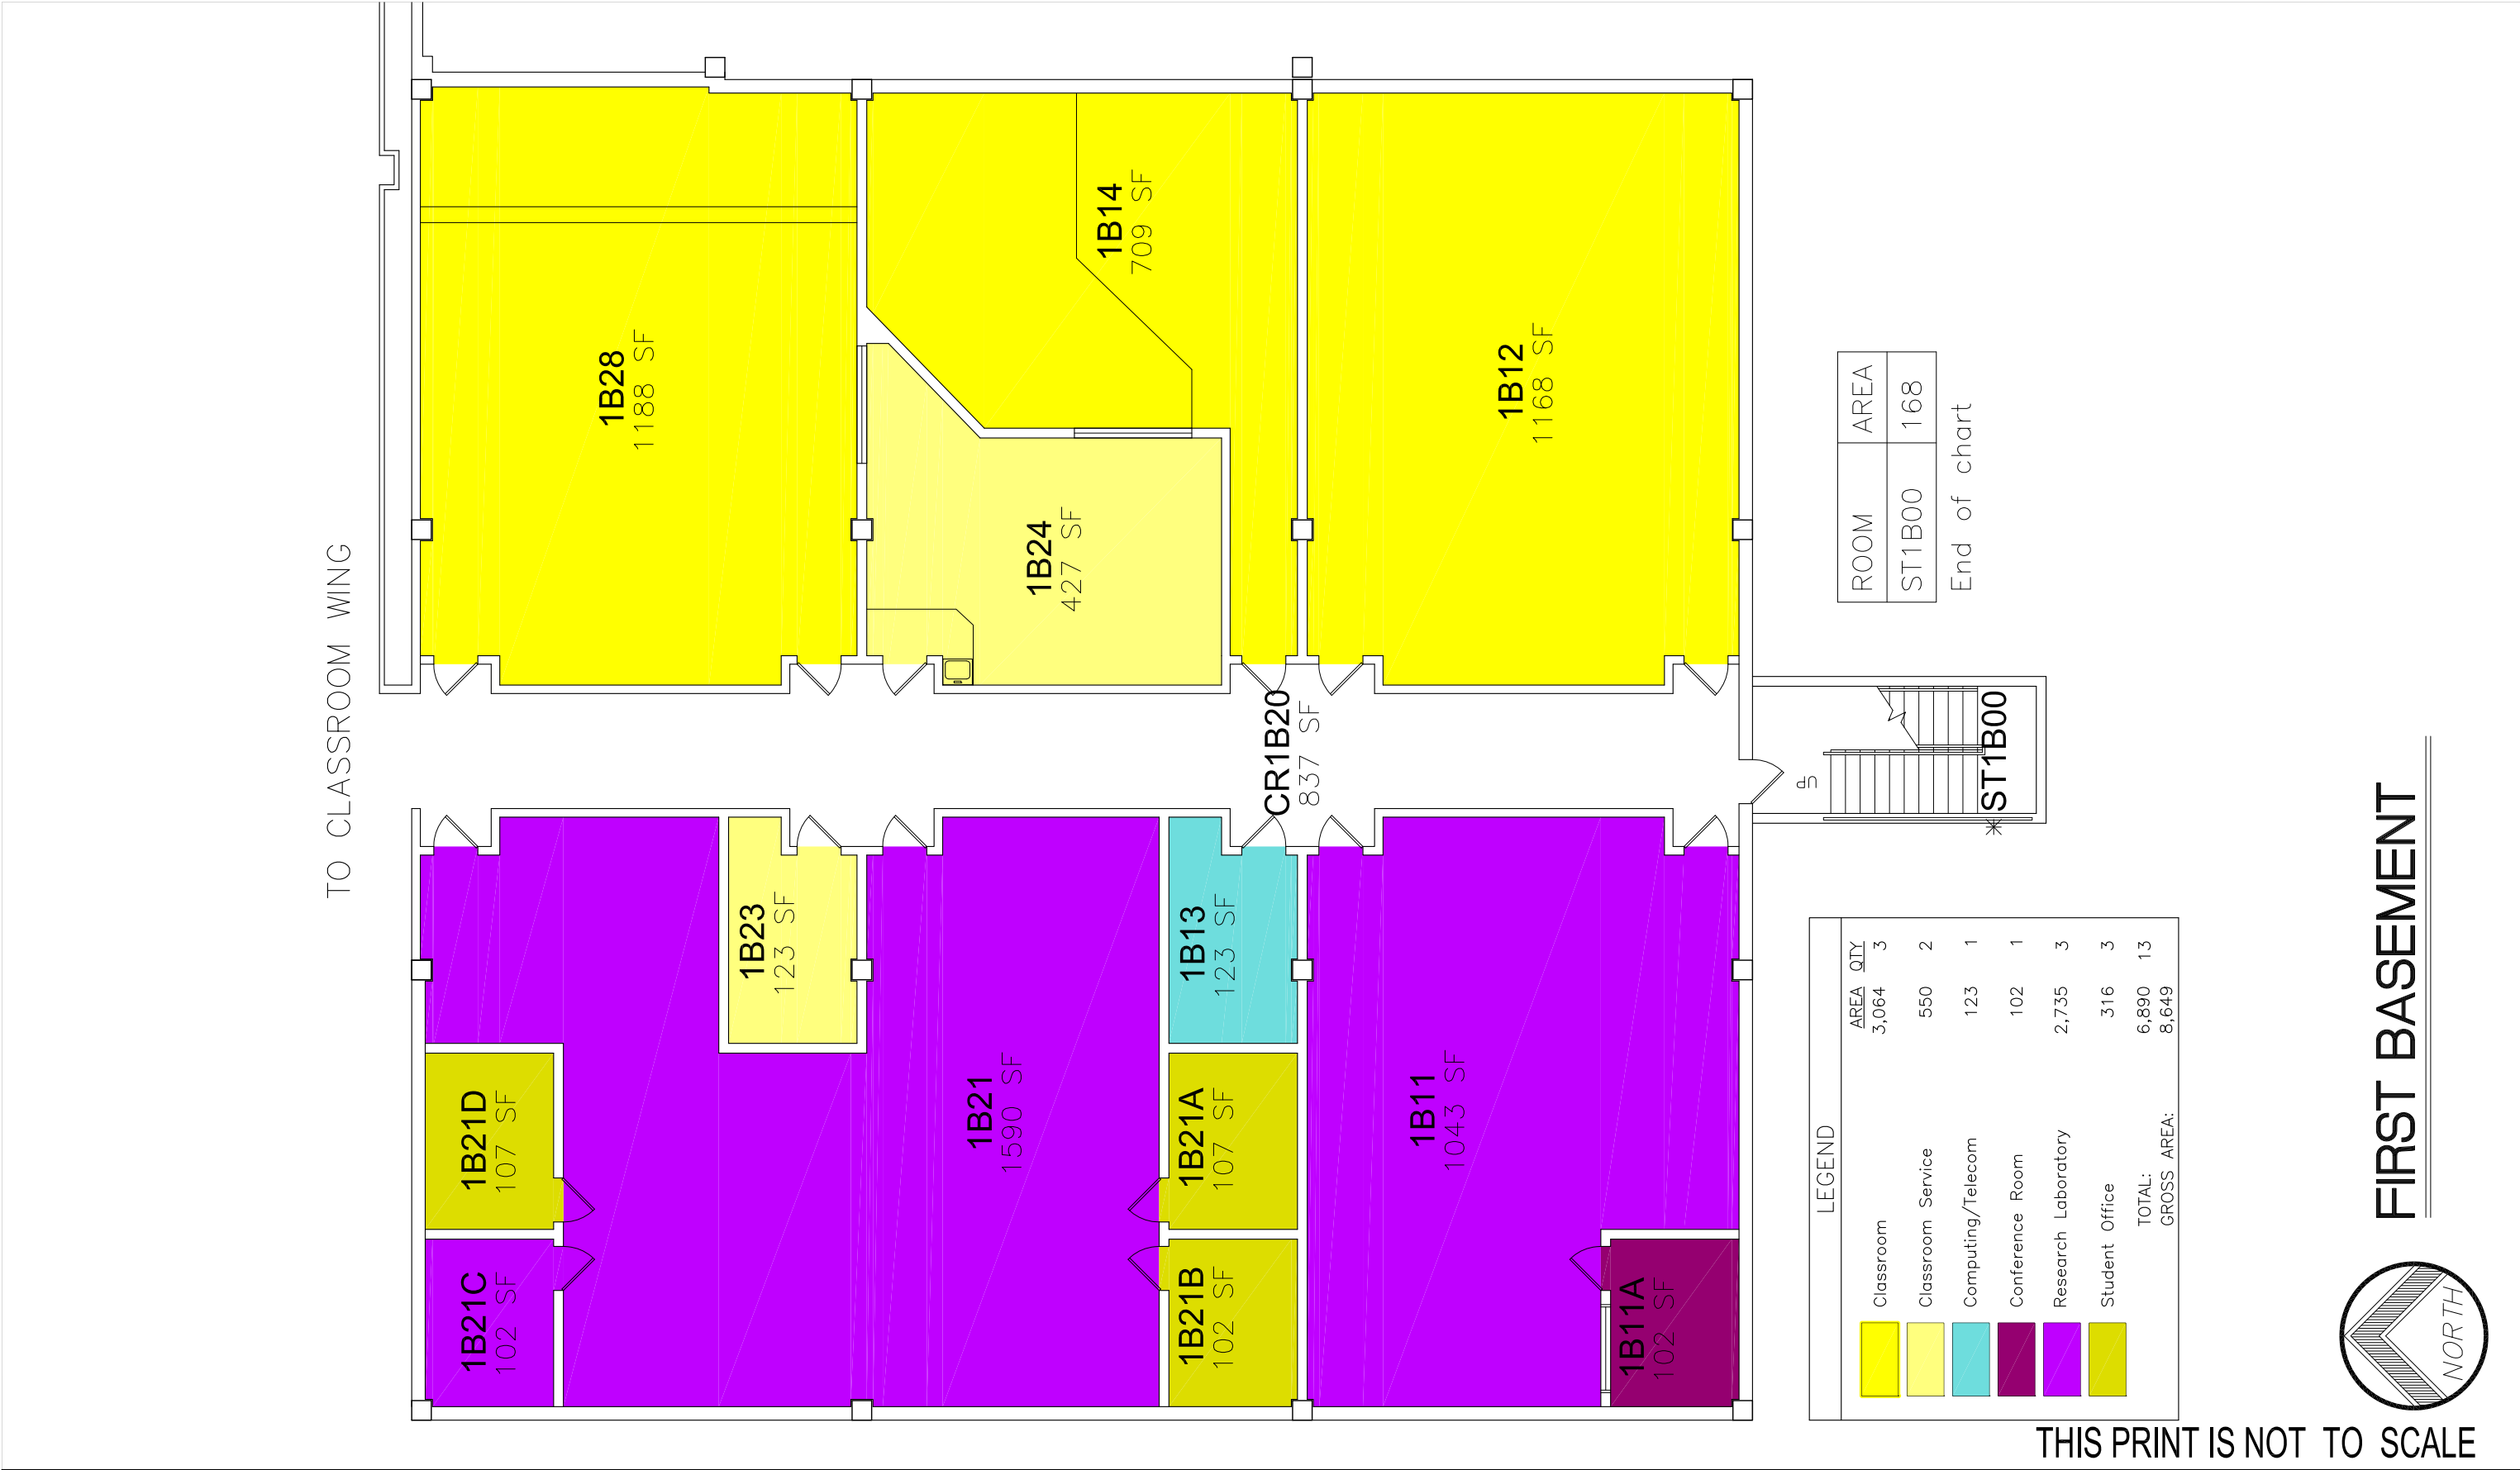 TO CLASSROOM WING
1B28
1188 SF
1B14
709 SF
1B24
427 SF
1B12
1168 SF
CR1B20
837 SF
1B23
123 SF
1B13
123 SF
1B21D
107 SF
1B21C
102 SF
1B21
1590 SF
1B21A
107 SF
1B21B
102 SF
1B11
1043 SF
1B11A
102 SF
UP
*ST1B00
ROOM AREA
ST1B00 168
End of chart
LEGEND
AREA QTY
Classroom 3,064 3
Classroom Service 550 2
Computing/Telecom 123 1
Conference Room 102 1
Research Laboratory 2,735 3
Student Office 316 3
TOTAL: 6,890 13
GROSS AREA: 8,649
FIRST BASEMENT
NORTH
THIS PRINT IS NOT TO SCALE